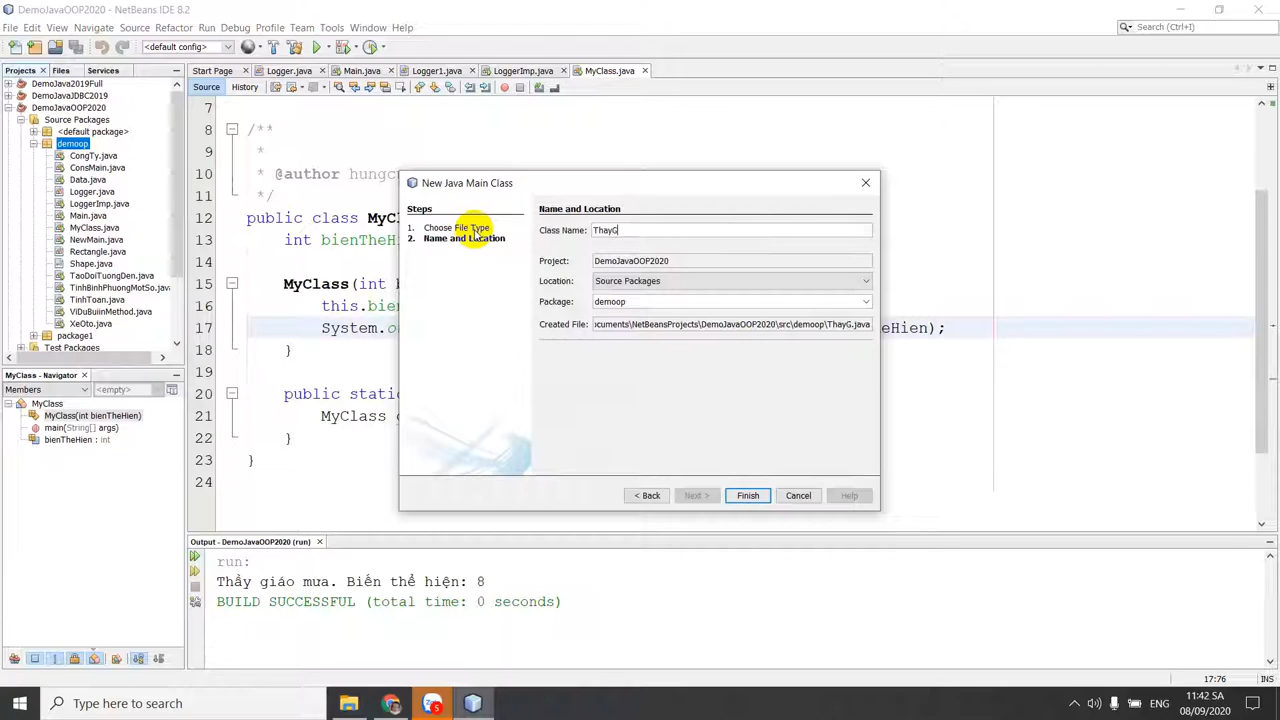 DemoJavaOOP2020 - NetBeans IDE 8.2
File Edit View Navigate Source Refactor Run Debug Profile Team Tools Window Help
Search (Ctrl+I)
<default config>
Projects Files Services
Start Page Logger.java Main.java Logger1.java LoggerImp.java MyClass.java
Source History
DemoJava2019Full
DemoJavaJDBC2019
DemoJavaOOP2020
Source Packages
<default package>
demoop
CongTy.java
ConsMain.java
Data.java
Logger.java
LoggerImp.java
Main.java
MyClass.java
NewMain.java
Rectangle.java
Shape.java
TaoDoiTuongDen.java
TinhBinhPhuongMotSo.java
TinhToan.java
ViDuBuiinMethod.java
XeOto.java
package1
Test Packages
MyClass - Navigator
Members <empty>
MyClass
MyClass(int bienTheHien)
main(String[] args)
bienTheHien : int
7
8 /**
9 *
10 * @author hungc
11 */
12 public class MyCl
13 int bienTheHi
14
15 MyClass(int b
16 this.bien
17 System.o eHien);
18 }
19
20 public stati
21 MyClass
22 }
23 }
24
New Java Main Class
Steps
1. Choose File Type
2. Name and Location
Name and Location
Class Name: ThayG
Project: DemoJavaOOP2020
Location: Source Packages
Package: demoop
Created File: ocuments\NetBeansProjects\DemoJavaOOP2020\src\demoop\ThayG.java
< Back Next > Finish Cancel Help
Output - DemoJavaOOP2020 (run)
run:
Thầy giáo mưa. Biến thể hiện: 8
BUILD SUCCESSFUL (total time: 0 seconds)
17:76 INS
Type here to search
5
ENG
11:42 SA
08/09/2020